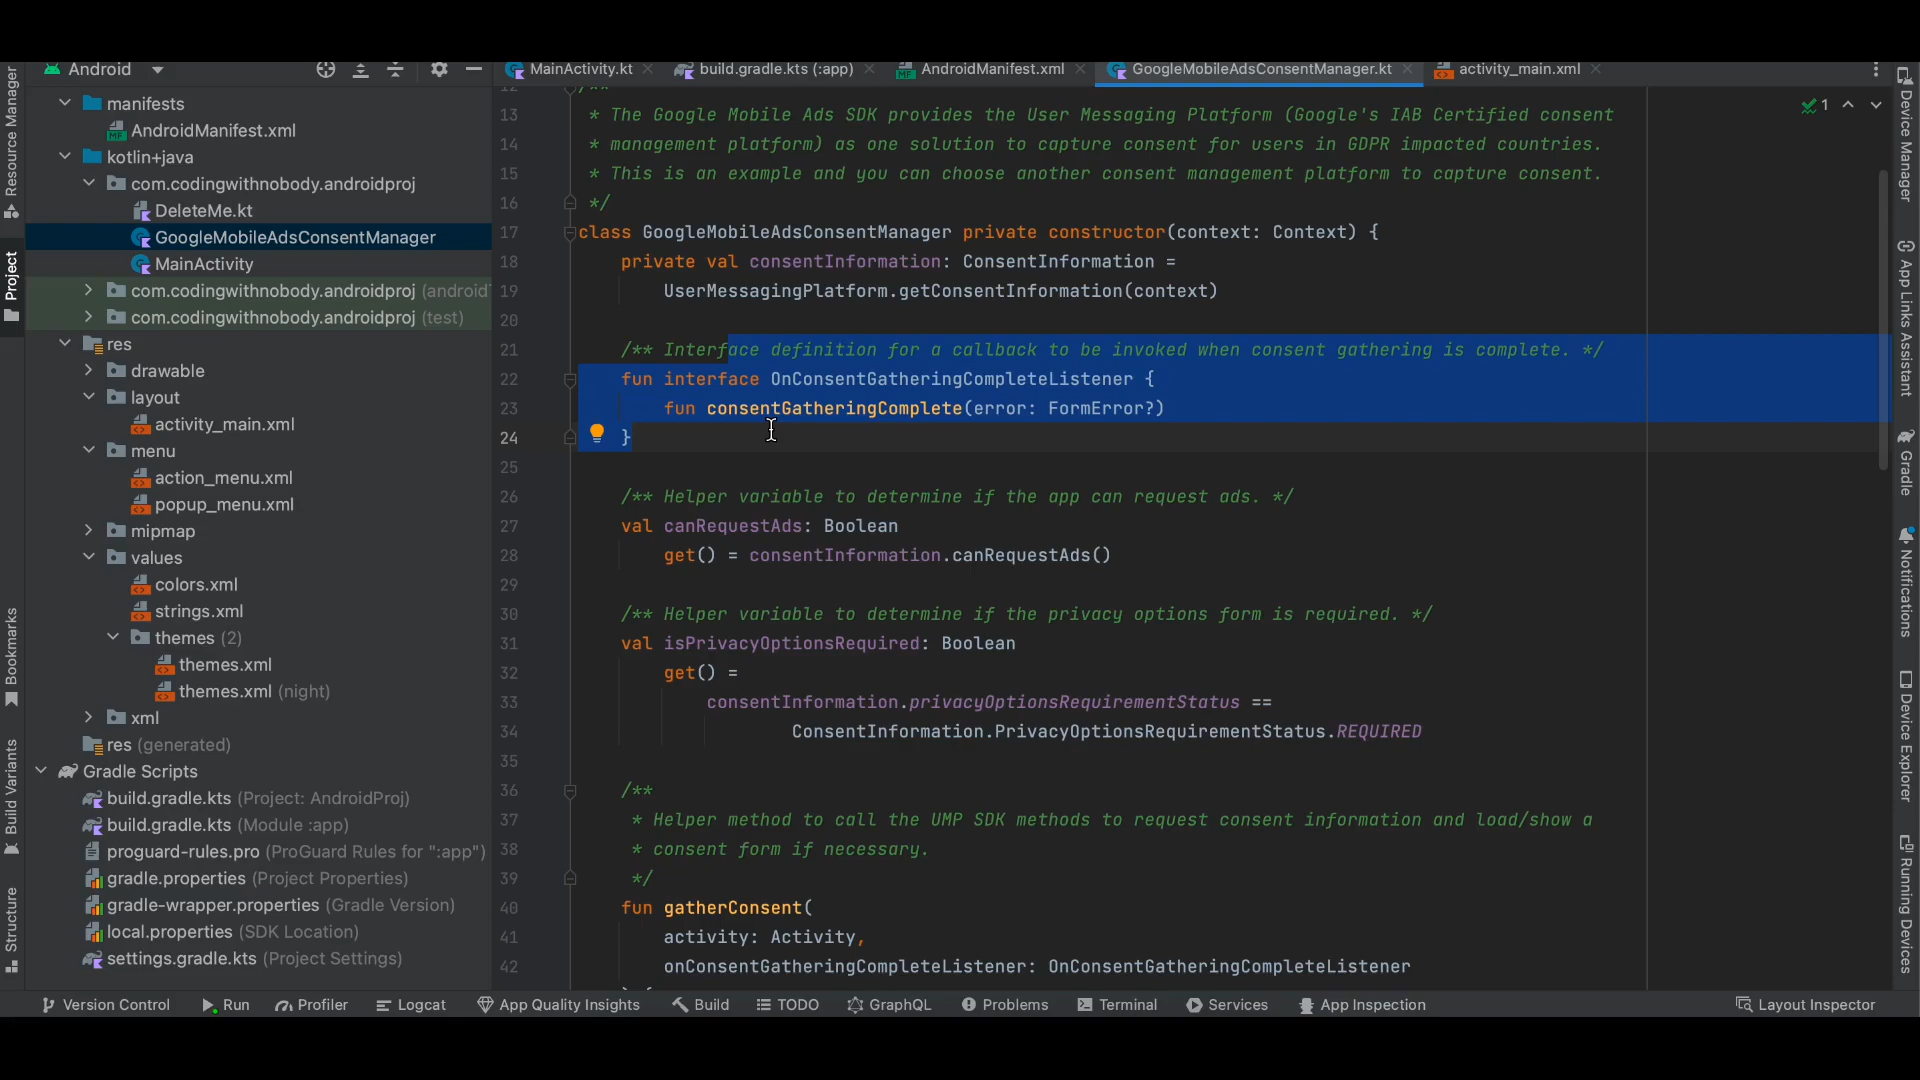 Android
MainActivity.kt
build.gradle.kts (:app)
AndroidManifest.xml
GoogleMobileAdsConsentManager.kt
activity_main.xml
Resource Manager
Project
Bookmarks
Build Variants
Structure
manifests
AndroidManifest.xml
kotlin+java
com.codingwithnobody.androidproj
DeleteMe.kt
GoogleMobileAdsConsentManager
MainActivity
com.codingwithnobody.androidproj (android
com.codingwithnobody.androidproj (test)
res
drawable
layout
activity_main.xml
menu
action_menu.xml
popup_menu.xml
mipmap
values
colors.xml
strings.xml
themes (2)
themes.xml
themes.xml (night)
xml
res (generated)
Gradle Scripts
build.gradle.kts (Project: AndroidProj)
build.gradle.kts (Module :app)
proguard-rules.pro (ProGuard Rules for ":app")
gradle.properties (Project Properties)
gradle-wrapper.properties (Gradle Version)
local.properties (SDK Location)
settings.gradle.kts (Project Settings)
12 /**
13 * The Google Mobile Ads SDK provides the User Messaging Platform (Google's IAB Certified consent
14 * management platform) as one solution to capture consent for users in GDPR impacted countries.
15 * This is an example and you can choose another consent management platform to capture consent.
16 */
17 class GoogleMobileAdsConsentManager private constructor(context: Context) {
18 private val consentInformation: ConsentInformation =
19 UserMessagingPlatform.getConsentInformation(context)
20
21 /** Interface definition for a callback to be invoked when consent gathering is complete. */
22 fun interface OnConsentGatheringCompleteListener {
23 fun consentGatheringComplete(error: FormError?)
24 }
25
26 /** Helper variable to determine if the app can request ads. */
27 val canRequestAds: Boolean
28 get() = consentInformation.canRequestAds()
29
30 /** Helper variable to determine if the privacy options form is required. */
31 val isPrivacyOptionsRequired: Boolean
32 get() =
33 consentInformation.privacyOptionsRequirementStatus ==
34 ConsentInformation.PrivacyOptionsRequirementStatus.REQUIRED
35
36 /**
37 * Helper method to call the UMP SDK methods to request consent information and load/show a
38 * consent form if necessary.
39 */
40 fun gatherConsent(
41 activity: Activity,
42 onConsentGatheringCompleteListener: OnConsentGatheringCompleteListener
1
Device Manager
App Links Assistant
Gradle
Notifications
Device Explorer
Running Devices
Version Control
Run
Profiler
Logcat
App Quality Insights
Build
TODO
GraphQL
Problems
Terminal
Services
App Inspection
Layout Inspector